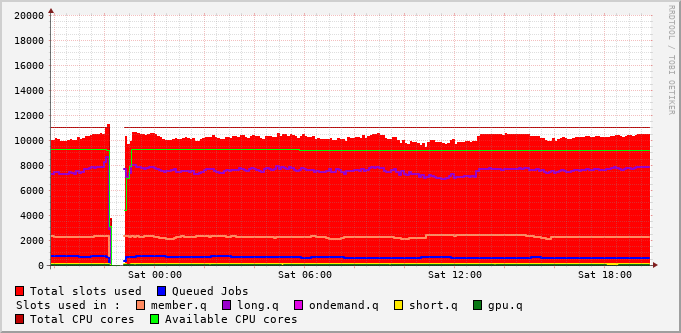 20000
18000
16000
14000
12000
10000
8000
6000
4000
2000
0
Sat 00:00 Sat 06:00 Sat 12:00 Sat 18:00
Total slots used Queued Jobs
Slots used in : member.q long.q ondemand.q short.q gpu.q
Total CPU cores Available CPU cores
RRDTOOL / TOBI OETIKER